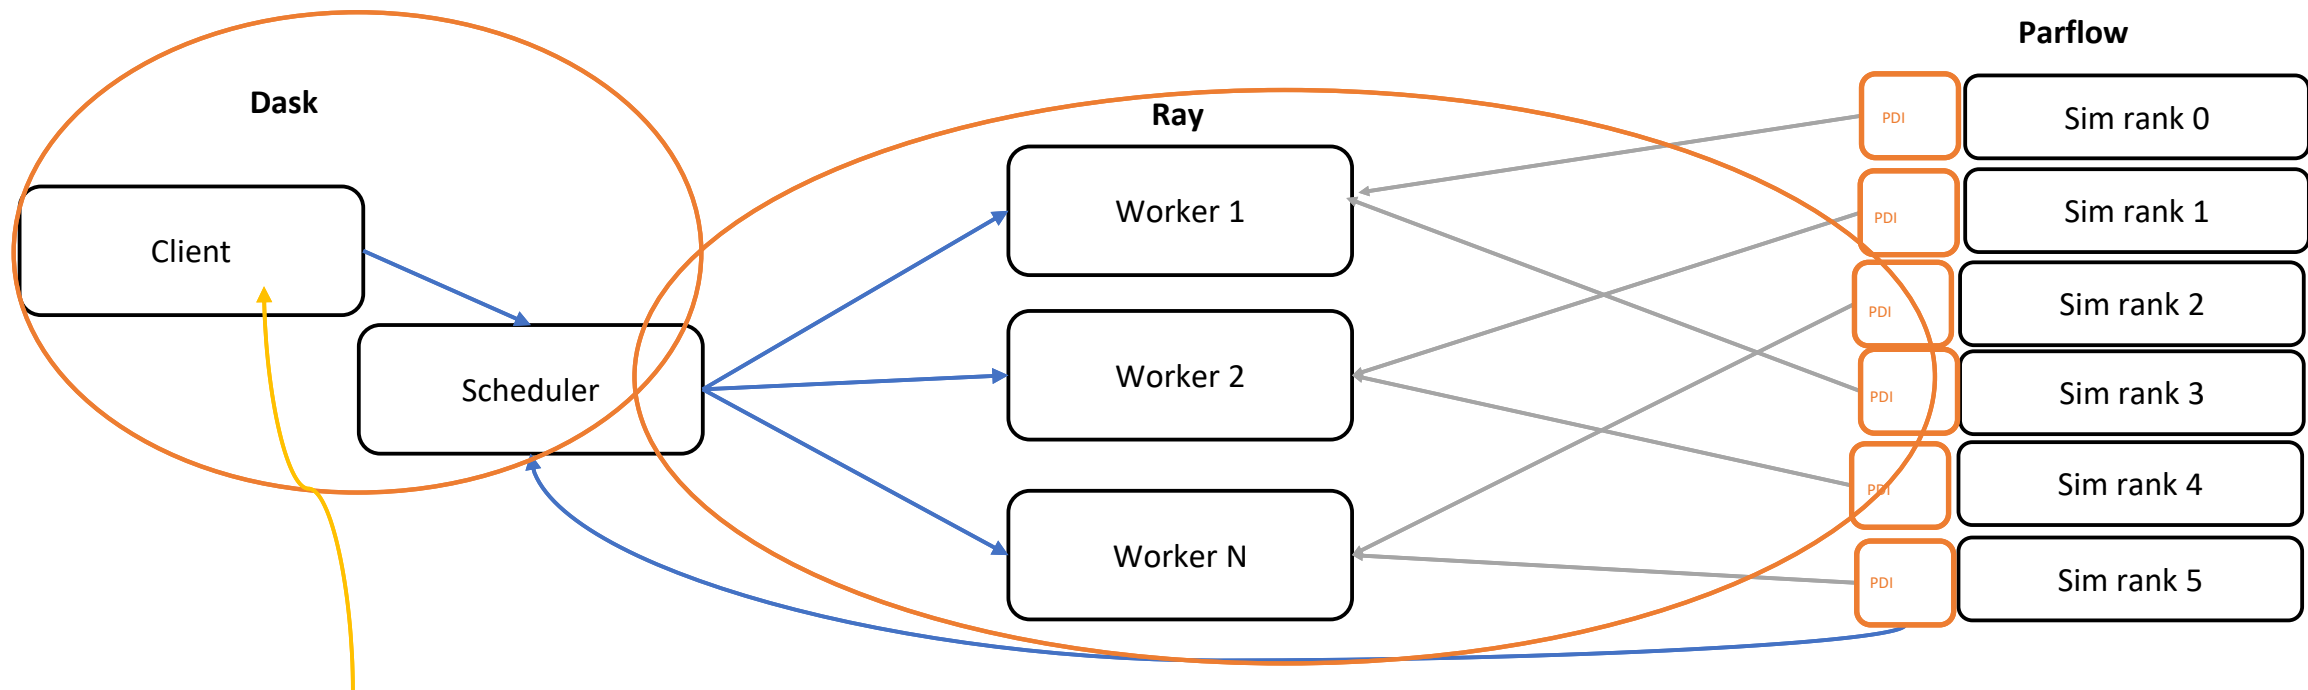 Parflow
Dask
Ray
Client
Scheduler
Worker 1
Worker 2
Worker N
PDI
Sim rank 0
PDI
Sim rank 1
PDI
Sim rank 2
PDI
Sim rank 3
PDI
Sim rank 4
PDI
Sim rank 5